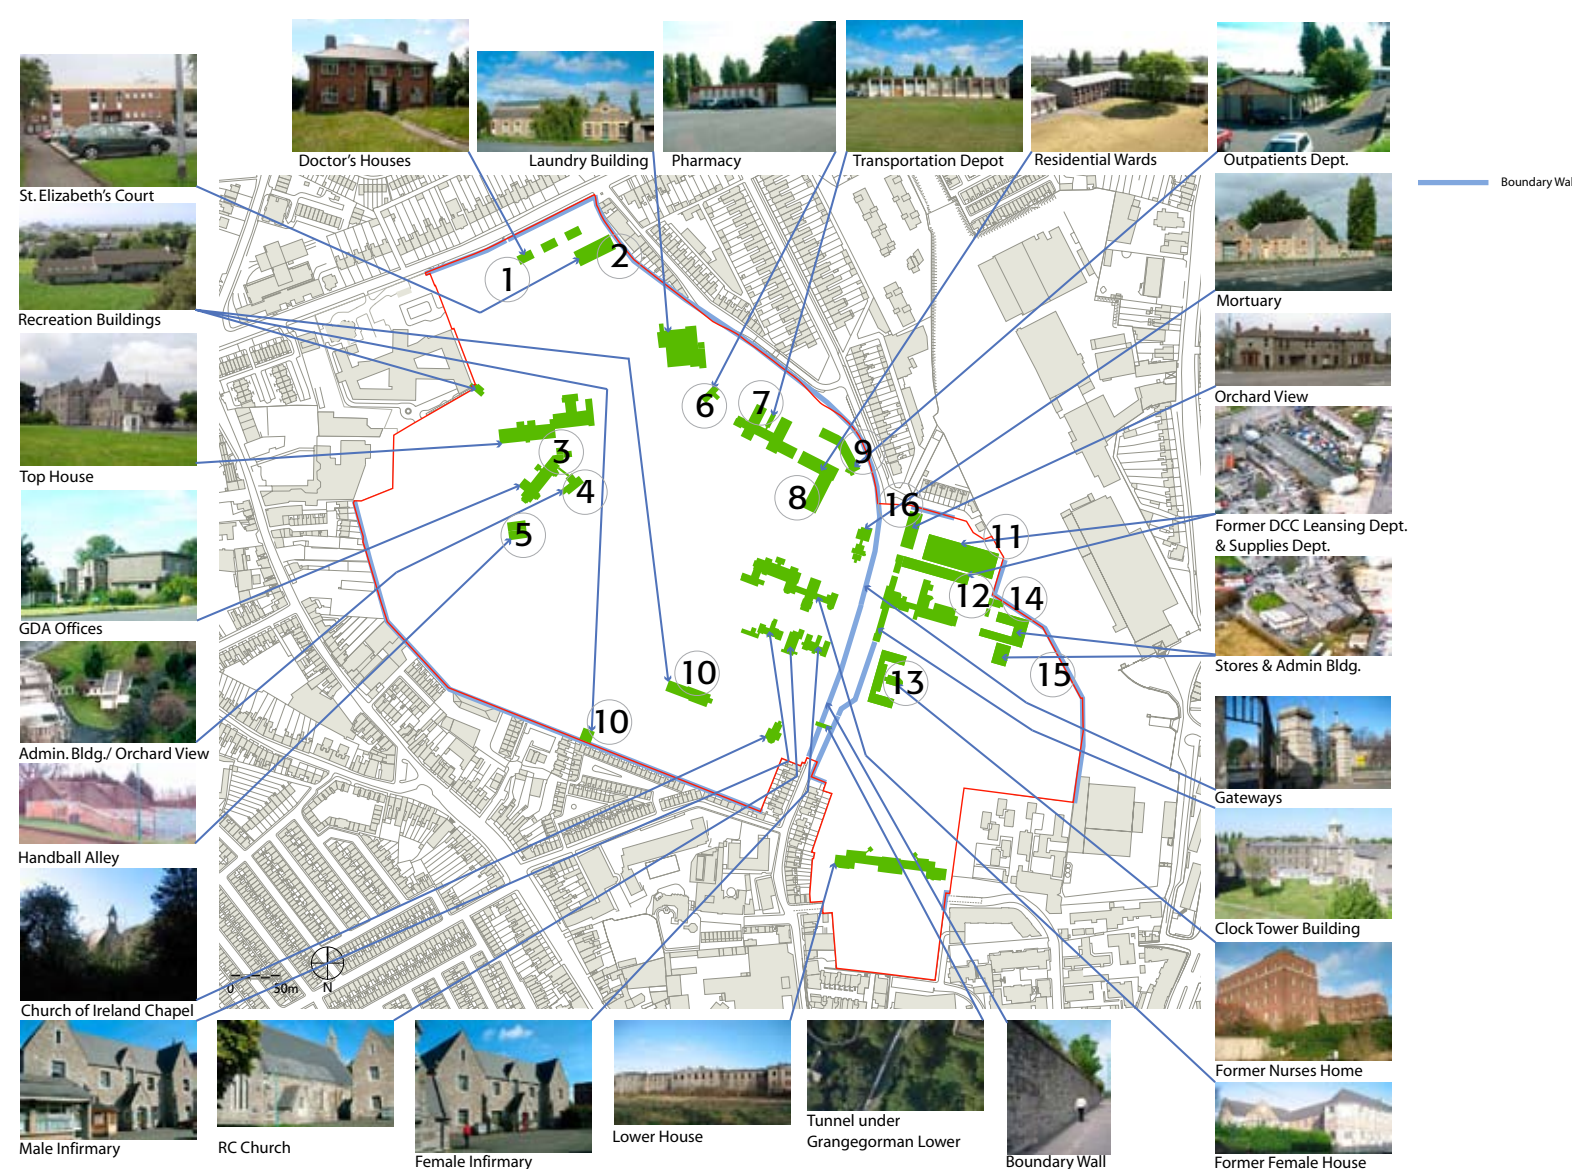 Doctor's Houses
Laundry Building
Pharmacy
Transportation Depot
Residential Wards
Outpatients Dept.
St. Elizabeth's Court
Boundary Wall
Recreation Buildings
Mortuary
Top House
Orchard View
GDA Offices
Former DCC Leansing Dept.
& Supplies Dept.
Admin. Bldg./ Orchard View
Stores & Admin Bldg.
Handball Alley
Gateways
Church of Ireland Chapel
Clock Tower Building
Male Infirmary
RC Church
Female Infirmary
Lower House
Tunnel under
Grangegorman Lower
Boundary Wall
Former Nurses Home
Former Female House
1
2
3
4
5
6
7
8
9
10
10
11
12
13
14
15
16
0 50m
N